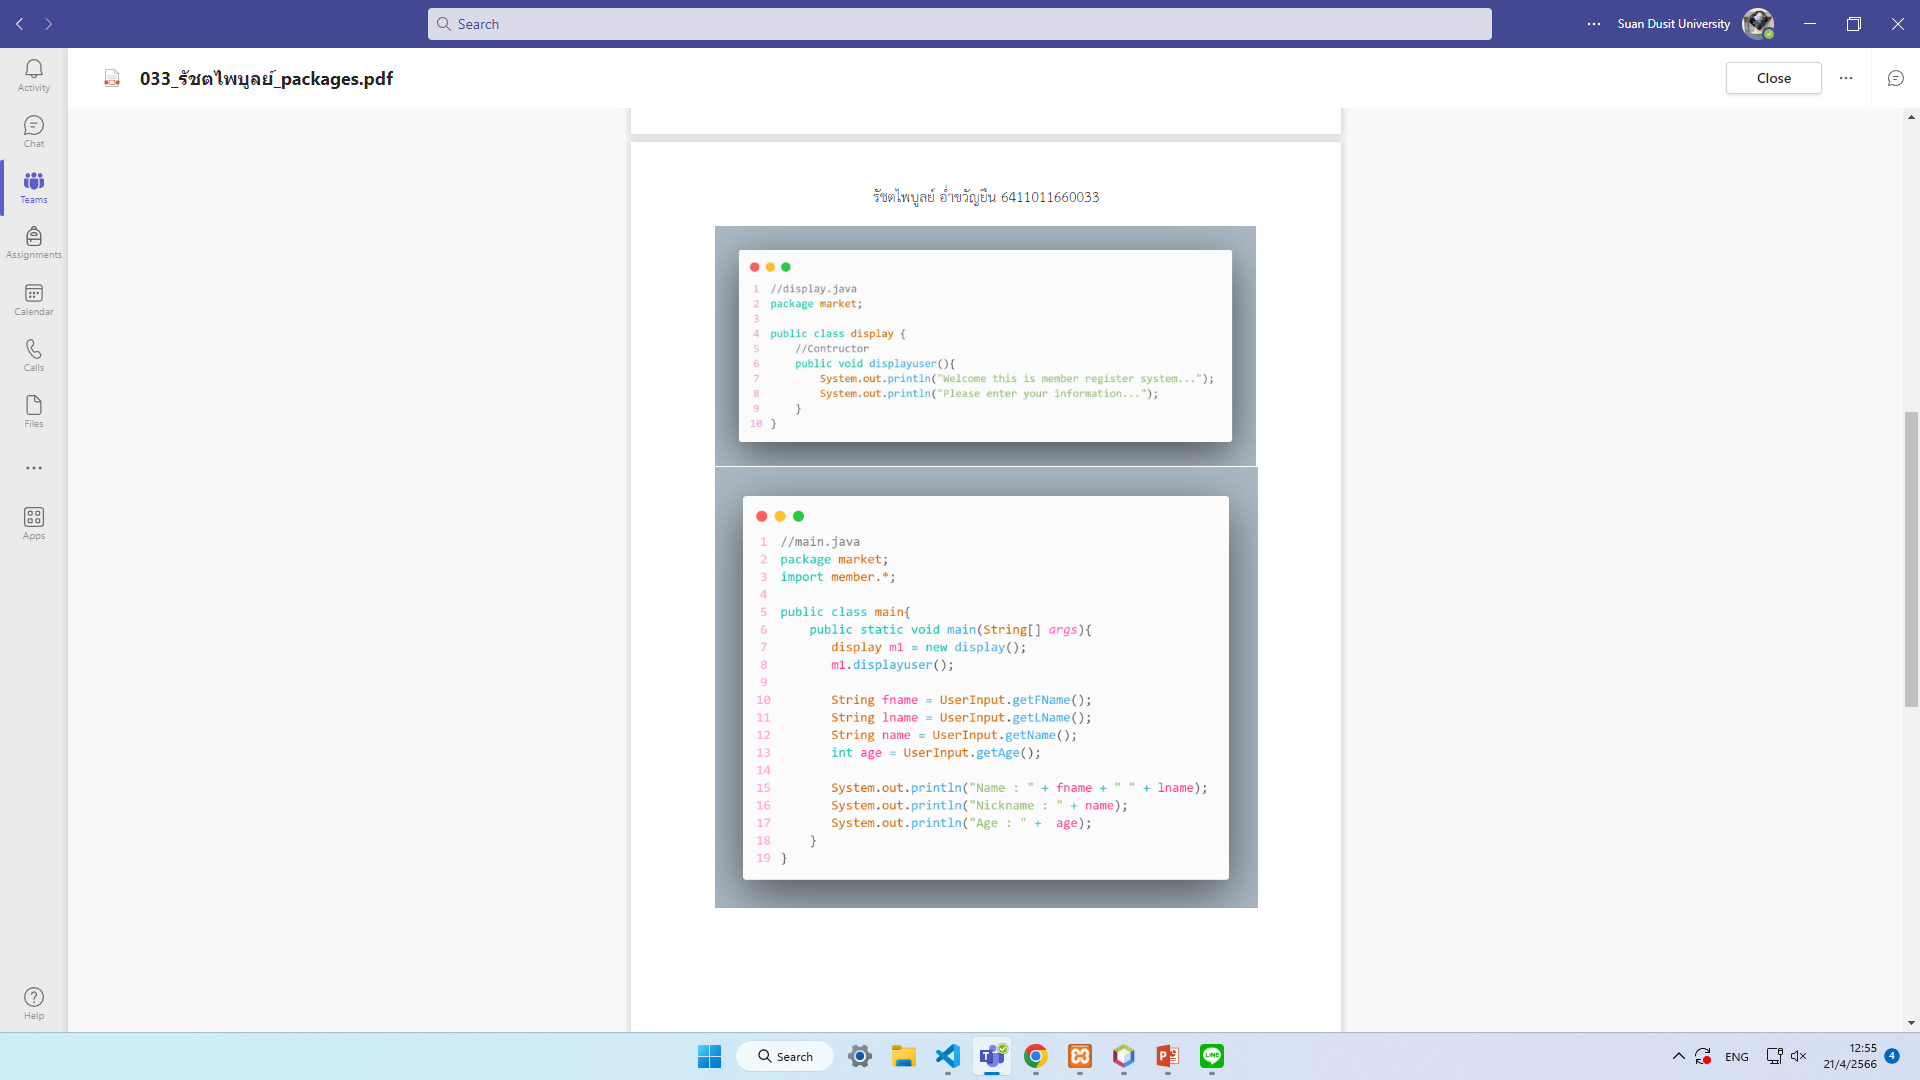 Search
Suan Dusit University
Activity
Chat
Teams
Assignments
Calendar
Calls
Files
Apps
Help
033_รัชตไพบูลย์_packages.pdf
Close
รัชตไพบูลย์ อ่ำขวัญยืน 6411011660033
1 //display.java
2 package market;
3
4 public class display {
5 //Contructor
6 public void displayuser(){
7 System.out.println("Welcome this is member register system...");
8 System.out.println("Please enter your information...");
9 }
10 }
1 //main.java
2 package market;
3 import member.*;
4
5 public class main{
6 public static void main(String[] args){
7 display m1 = new display();
8 m1.displayuser();
9
10 String fname = UserInput.getFName();
11 String lname = UserInput.getLName();
12 String name = UserInput.getName();
13 int age = UserInput.getAge();
14
15 System.out.println("Name : " + fname + " " + lname);
16 System.out.println("Nickname : " + name);
17 System.out.println("Age : " +  age);
18 }
19 }
Search
ENG
12:55
21/4/2566
4